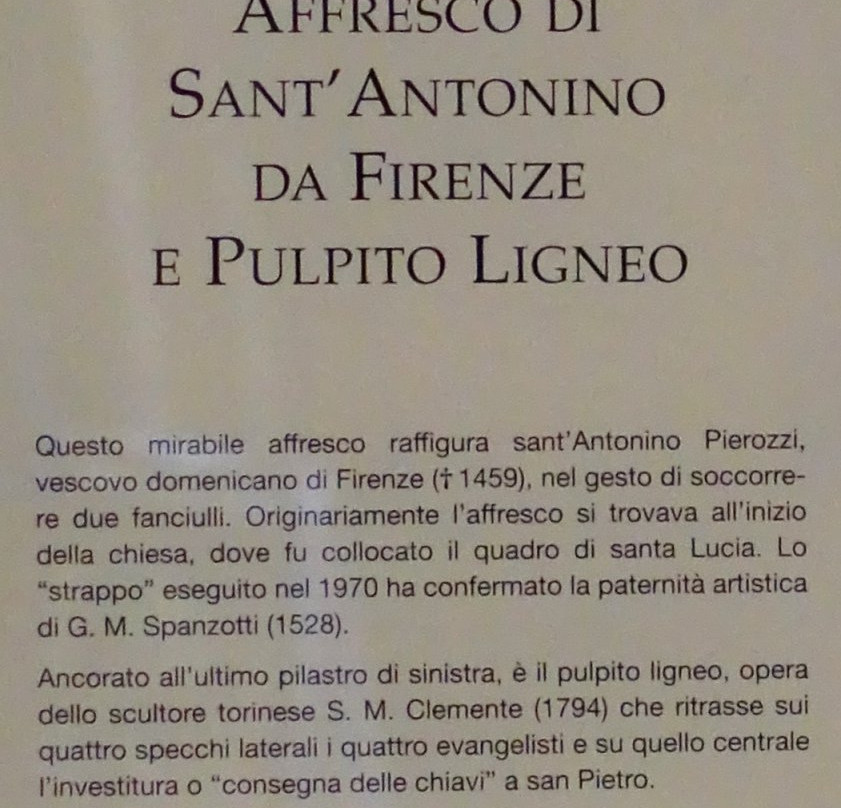 AFFRESCO DI
SANT'ANTONINO
DA FIRENZE
E PULPITO LIGNEO
Questo mirabile affresco raffigura sant'Antonino Pierozzi,
vescovo domenicano di Firenze († 1459), nel gesto di soccorre-
re due fanciulli. Originariamente l'affresco si trovava all'inizio
della chiesa, dove fu collocato il quadro di santa Lucia. Lo
“strappo” eseguito nel 1970 ha confermato la paternità artistica
di G. M. Spanzotti (1528).
Ancorato all'ultimo pilastro di sinistra, è il pulpito ligneo, opera
dello scultore torinese S. M. Clemente (1794) che ritrasse sui
quattro specchi laterali i quattro evangelisti e su quello centrale
l'investitura o “consegna delle chiavi” a san Pietro.